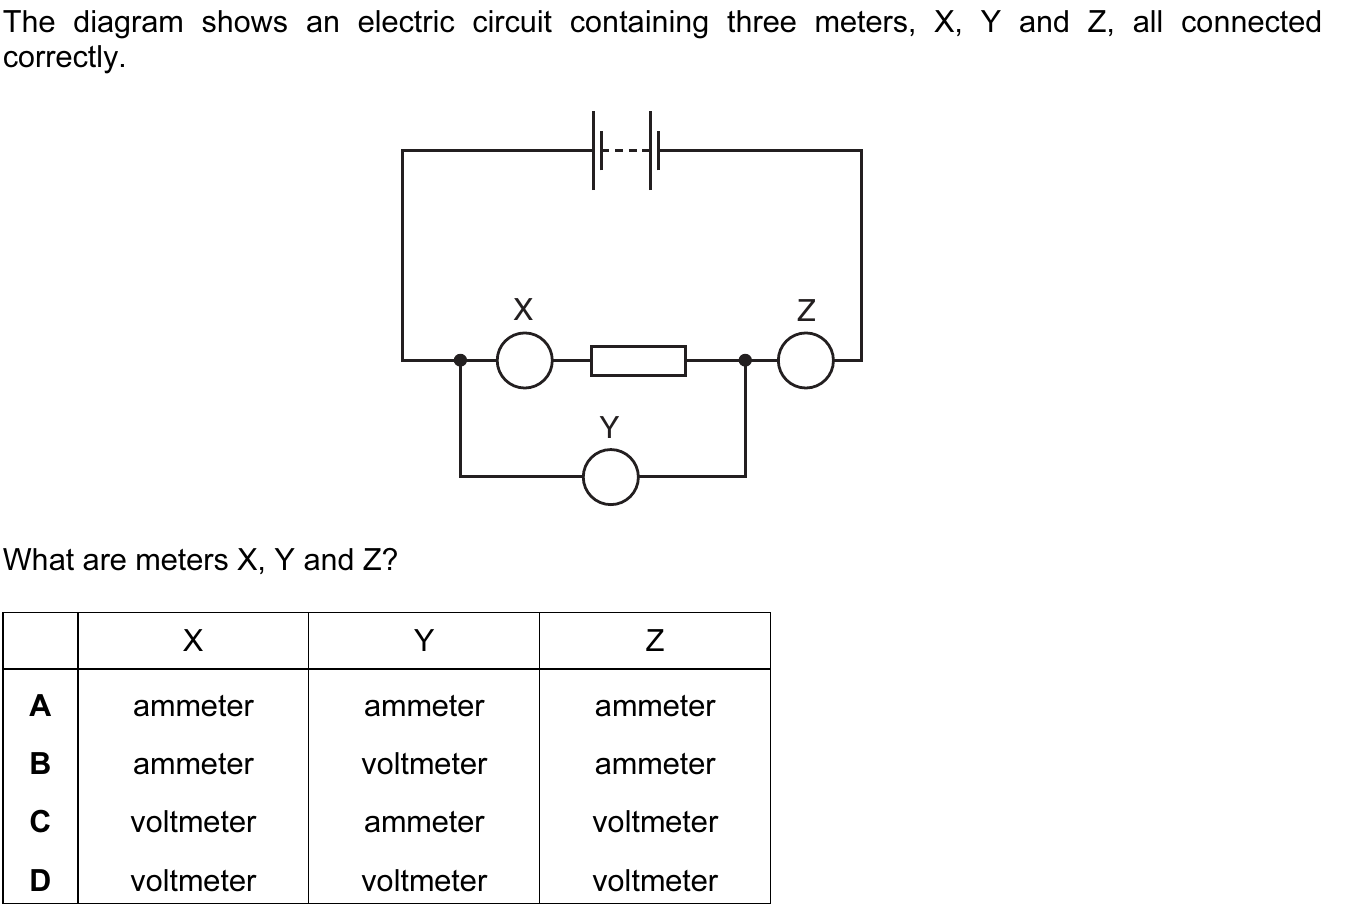 The diagram shows an electric circuit containing three meters, X, Y and Z, all connected
correctly.
X
Z
Y
What are meters X, Y and Z?
X Y Z
A ammeter ammeter ammeter
B ammeter voltmeter ammeter
C voltmeter ammeter voltmeter
D voltmeter voltmeter voltmeter